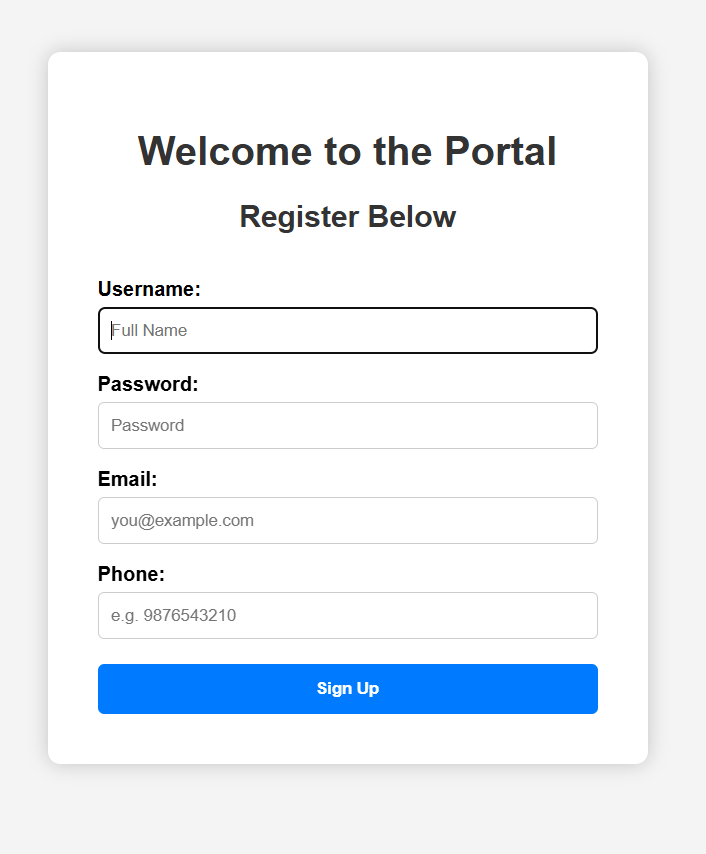 Welcome to the Portal
Register Below
Username:
Full Name
Password:
Password
Email:
you@example.com
Phone:
e.g. 9876543210
Sign Up